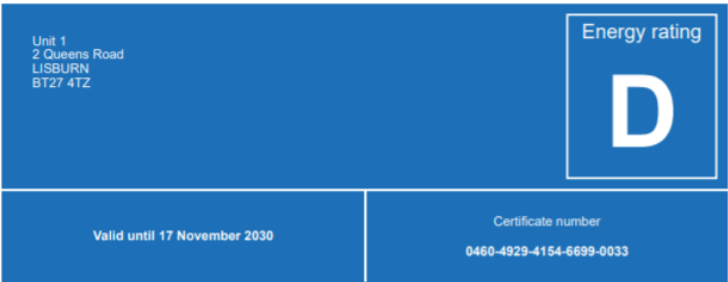 Unit 1
2 Queens Road
LISBURN
BT27 4TZ
Energy rating
D
Valid until 17 November 2030
Certificate number
0460-4929-4154-6699-0033